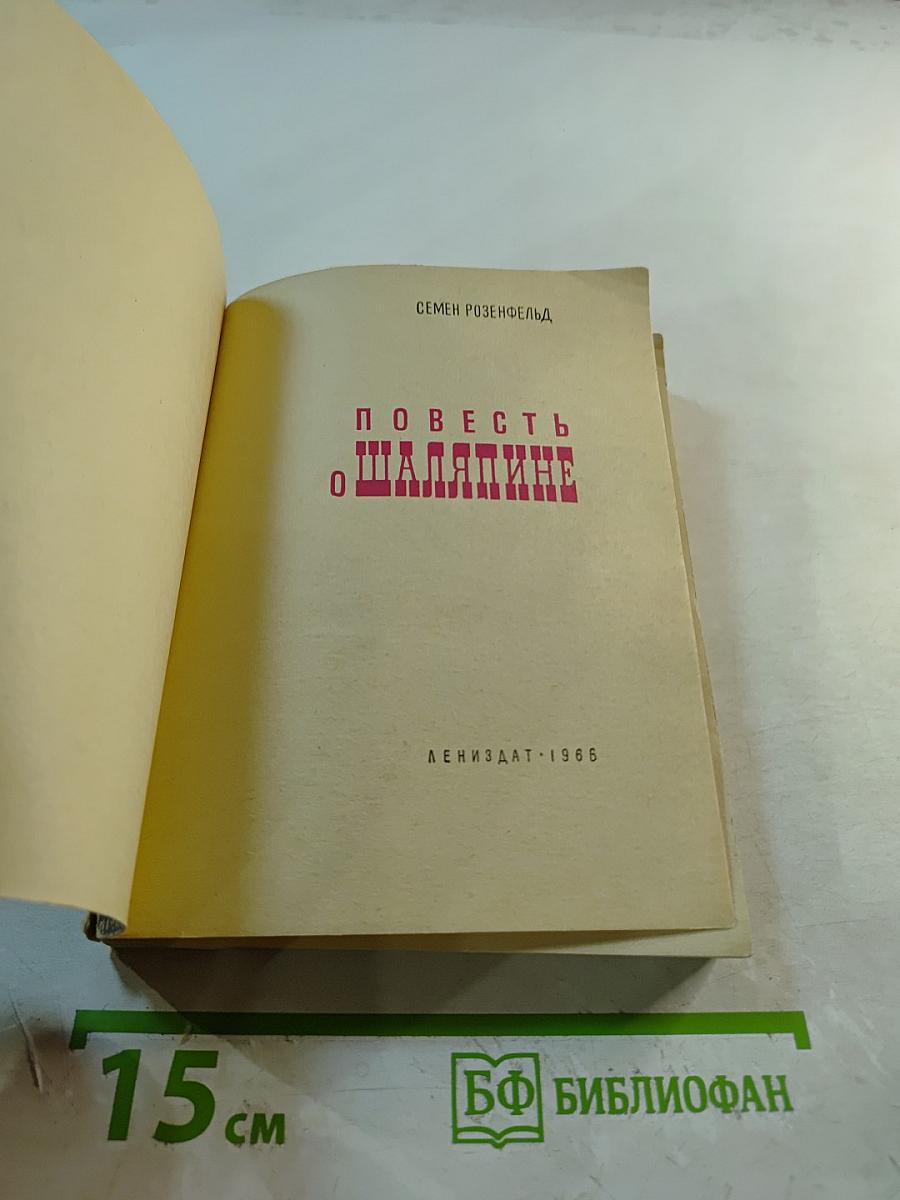 СЕМЕН РОЗЕНФЕЛЬД
ПОВЕСТЬ
О ШАЛЯПИНЕ
ЛЕНИЗДАТ · 1966
15 см
БФ БИБЛИОФАН